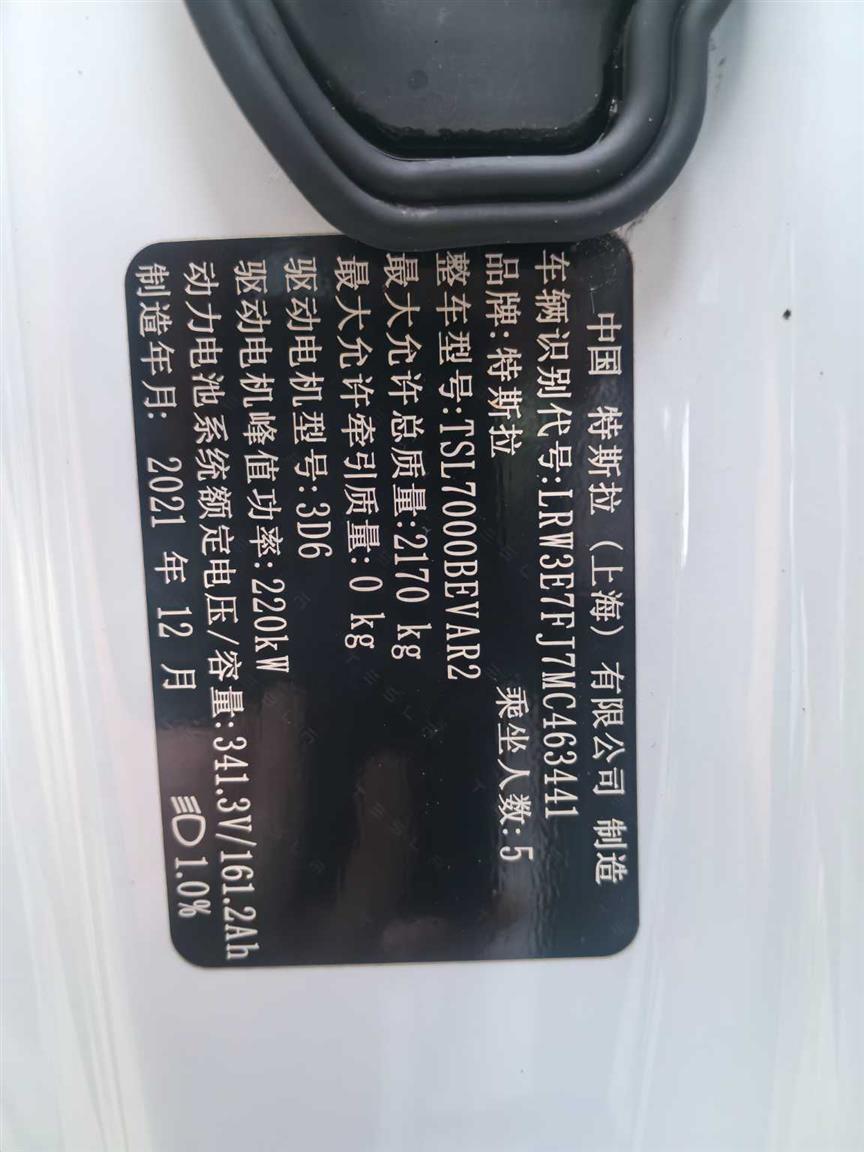 中国 特斯拉（上海）有限公司 制造
车辆识别代号:LRW3E7FJ7MC463441
品牌:特斯拉 乘坐人数:5
整车型号:TSL7000BEVAR2
最大允许总质量:2170 kg
最大允许牵引质量:0 kg
驱动电机型号:3D6
驱动电机峰值功率:220kW
动力电池系统额定电压/容量:341.3V/161.2Ah
制造年月: 2021 年 12 月 1.0%